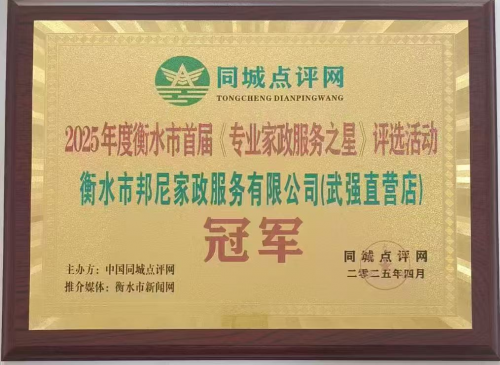 同城点评网
TONGCHENG DIANPINGWANG
2025年度衡水市首届《专业家政服务之星》评选活动
衡水市邦尼家政服务有限公司(武强直营店)
冠军
主办方：中国同城点评网
推介媒体：衡水市新闻网
同城点评网
二零二五年四月